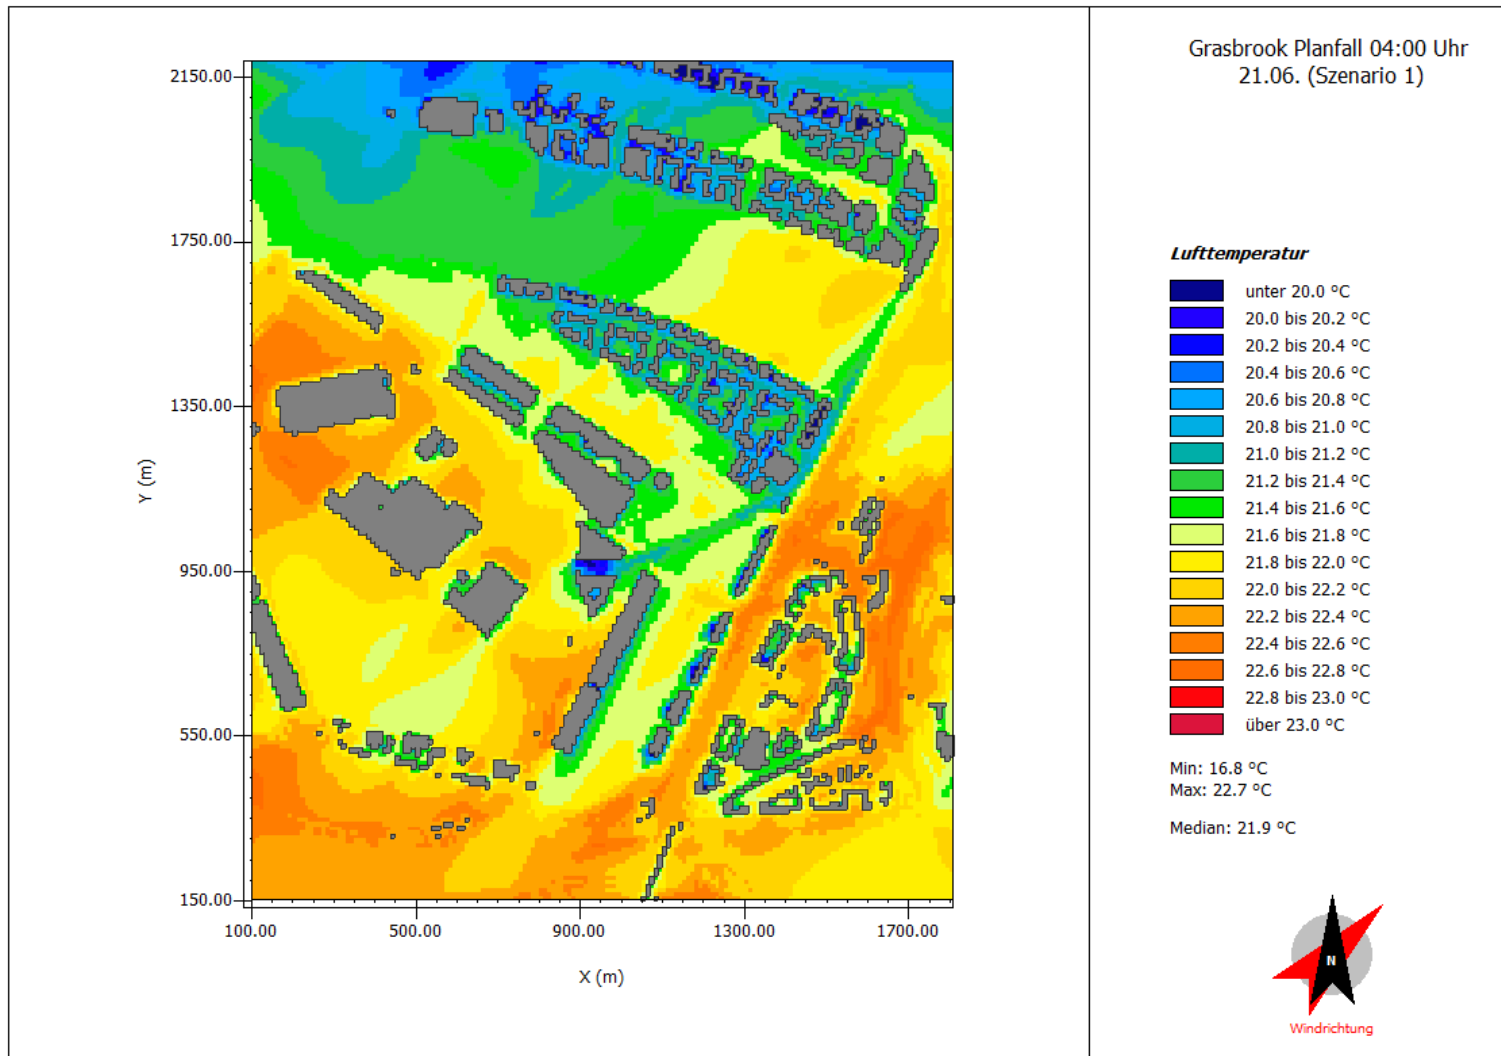 Grasbrook Planfall 04:00 Uhr
21.06. (Szenario 1)
2150.00
1750.00
1350.00
950.00
550.00
150.00
Y (m)
100.00
500.00
900.00
1300.00
1700.00
X (m)
Lufttemperatur
unter 20.0 °C
20.0 bis 20.2 °C
20.2 bis 20.4 °C
20.4 bis 20.6 °C
20.6 bis 20.8 °C
20.8 bis 21.0 °C
21.0 bis 21.2 °C
21.2 bis 21.4 °C
21.4 bis 21.6 °C
21.6 bis 21.8 °C
21.8 bis 22.0 °C
22.0 bis 22.2 °C
22.2 bis 22.4 °C
22.4 bis 22.6 °C
22.6 bis 22.8 °C
22.8 bis 23.0 °C
über 23.0 °C
Min: 16.8 °C
Max: 22.7 °C
Median: 21.9 °C
N
Windrichtung